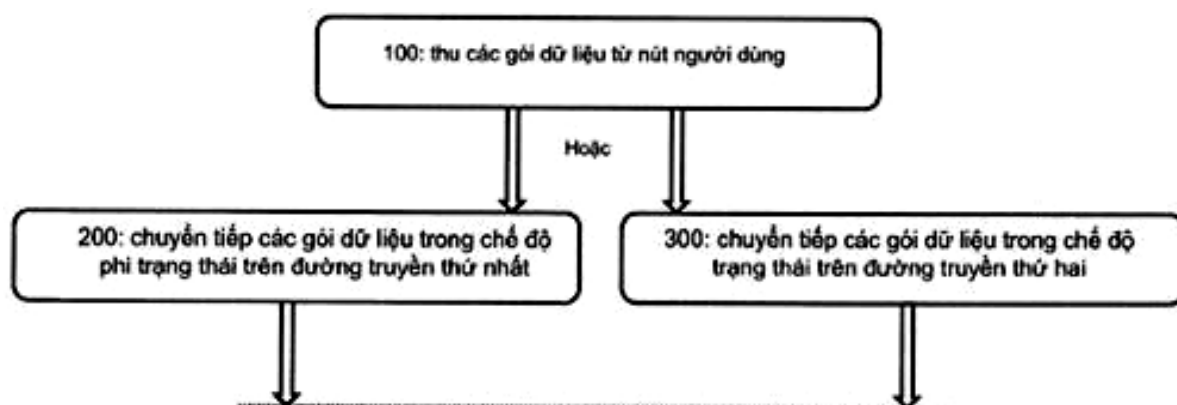 100: thu các gói dữ liệu từ nút người dùng
Hoặc
200: chuyển tiếp các gói dữ liệu trong chế độ
phi trạng thái trên đường truyền thứ nhất
300: chuyển tiếp các gói dữ liệu trong chế độ
trạng thái trên đường truyền thứ hai